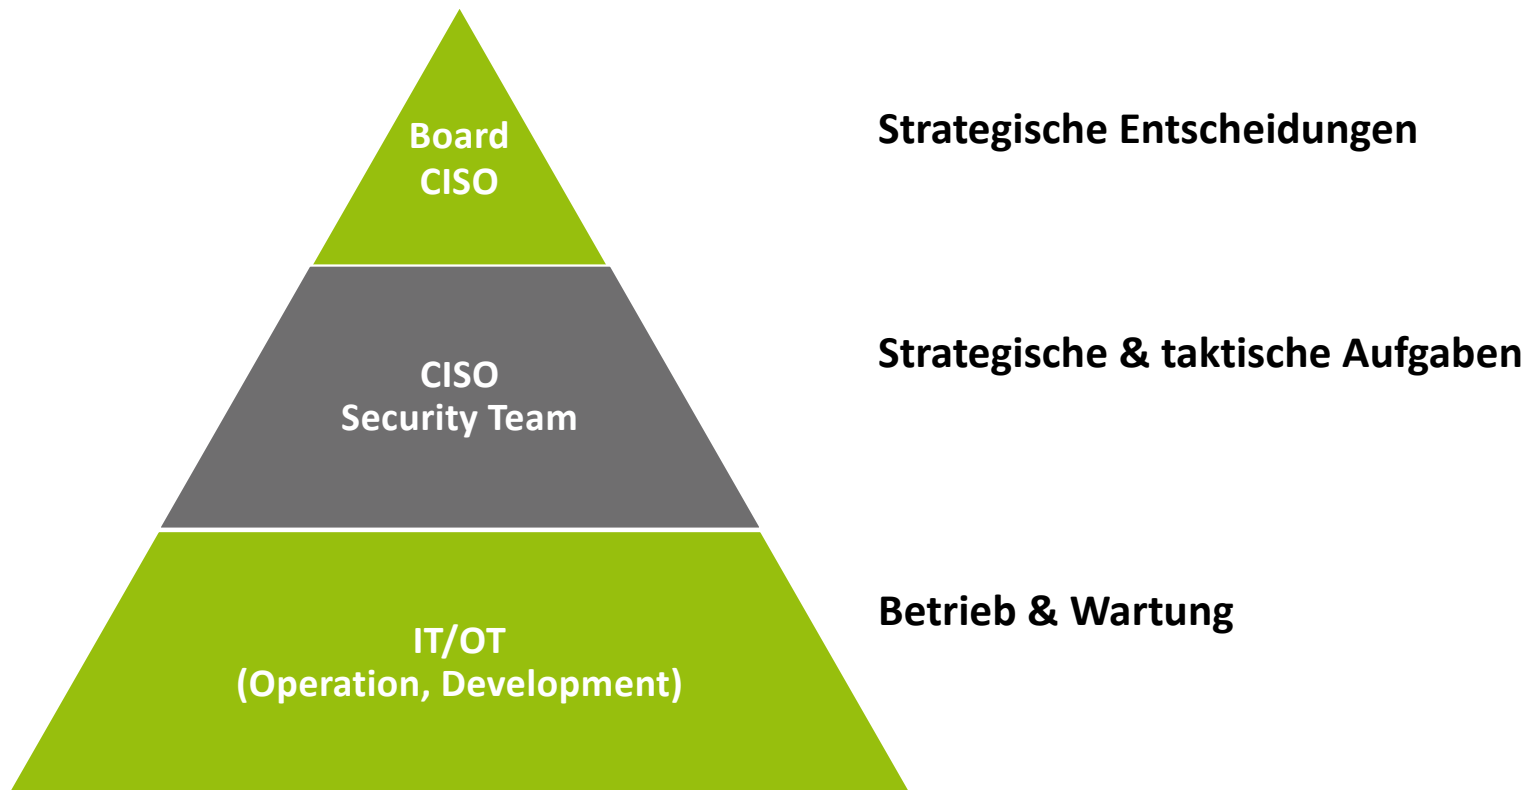 Board
CISO
Strategische Entscheidungen
CISO
Security Team
Strategische & taktische Aufgaben
IT/OT
(Operation, Development)
Betrieb & Wartung